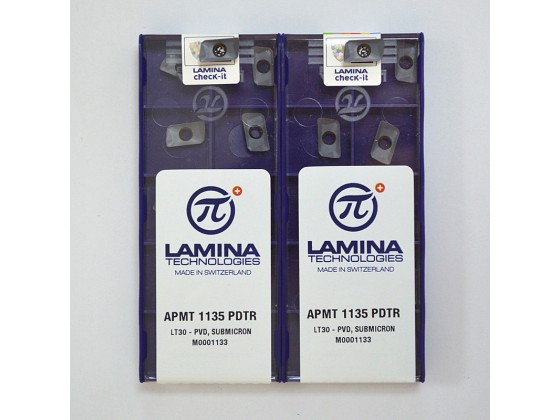 LAMINA
check-it
π
π
LAMINA
TECHNOLOGIES
MADE IN SWITZERLAND
APMT 1135 PDTR
LT30 - PVD, SUBMICRON
M0001133
LAMINA
check-it
π
π
LAMINA
TECHNOLOGIES
MADE IN SWITZERLAND
APMT 1135 PDTR
LT30 - PVD, SUBMICRON
M0001133